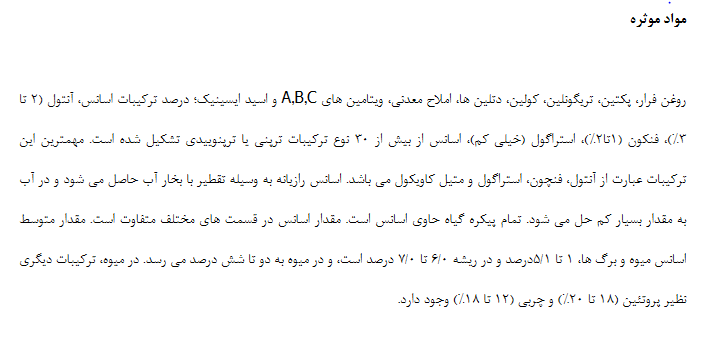 مواد موثره
روغن فرار، پکتین، تریگونلین، کولین، دتلین ها، املاح معدنی، ویتامین های A,B,C و اسید ایسینیک؛ درصد ترکیبات اسانس، آنتول (۲ تا
۳٪)، فنکون (۱تا۲٪)، استراگول (خیلی کم)، اسانس از بیش از ۳۰ نوع ترکیبات ترپنی یا ترپنوییدی تشکیل شده است. مهمترین این
ترکیبات عبارت از آنتول، فنچون، استراگول و متیل کاویکول می باشد. اسانس رازیانه به وسیله تقطیر با بخار آب حاصل می شود و در آب
به مقدار بسیار کم حل می شود. تمام پیکره گیاه حاوی اسانس است. مقدار اسانس در قسمت های مختلف متفاوت است. مقدار متوسط
اسانس میوه و برگ ها، ۱ تا ۵/۱درصد و در ریشه ۶/۰ تا ۷/۰ درصد است، و در میوه به دو تا شش درصد می رسد. در میوه، ترکیبات دیگری
نظیر پروتئین (۱۸ تا ۲۰٪) و چربی (۱۲ تا ۱۸٪) وجود دارد.